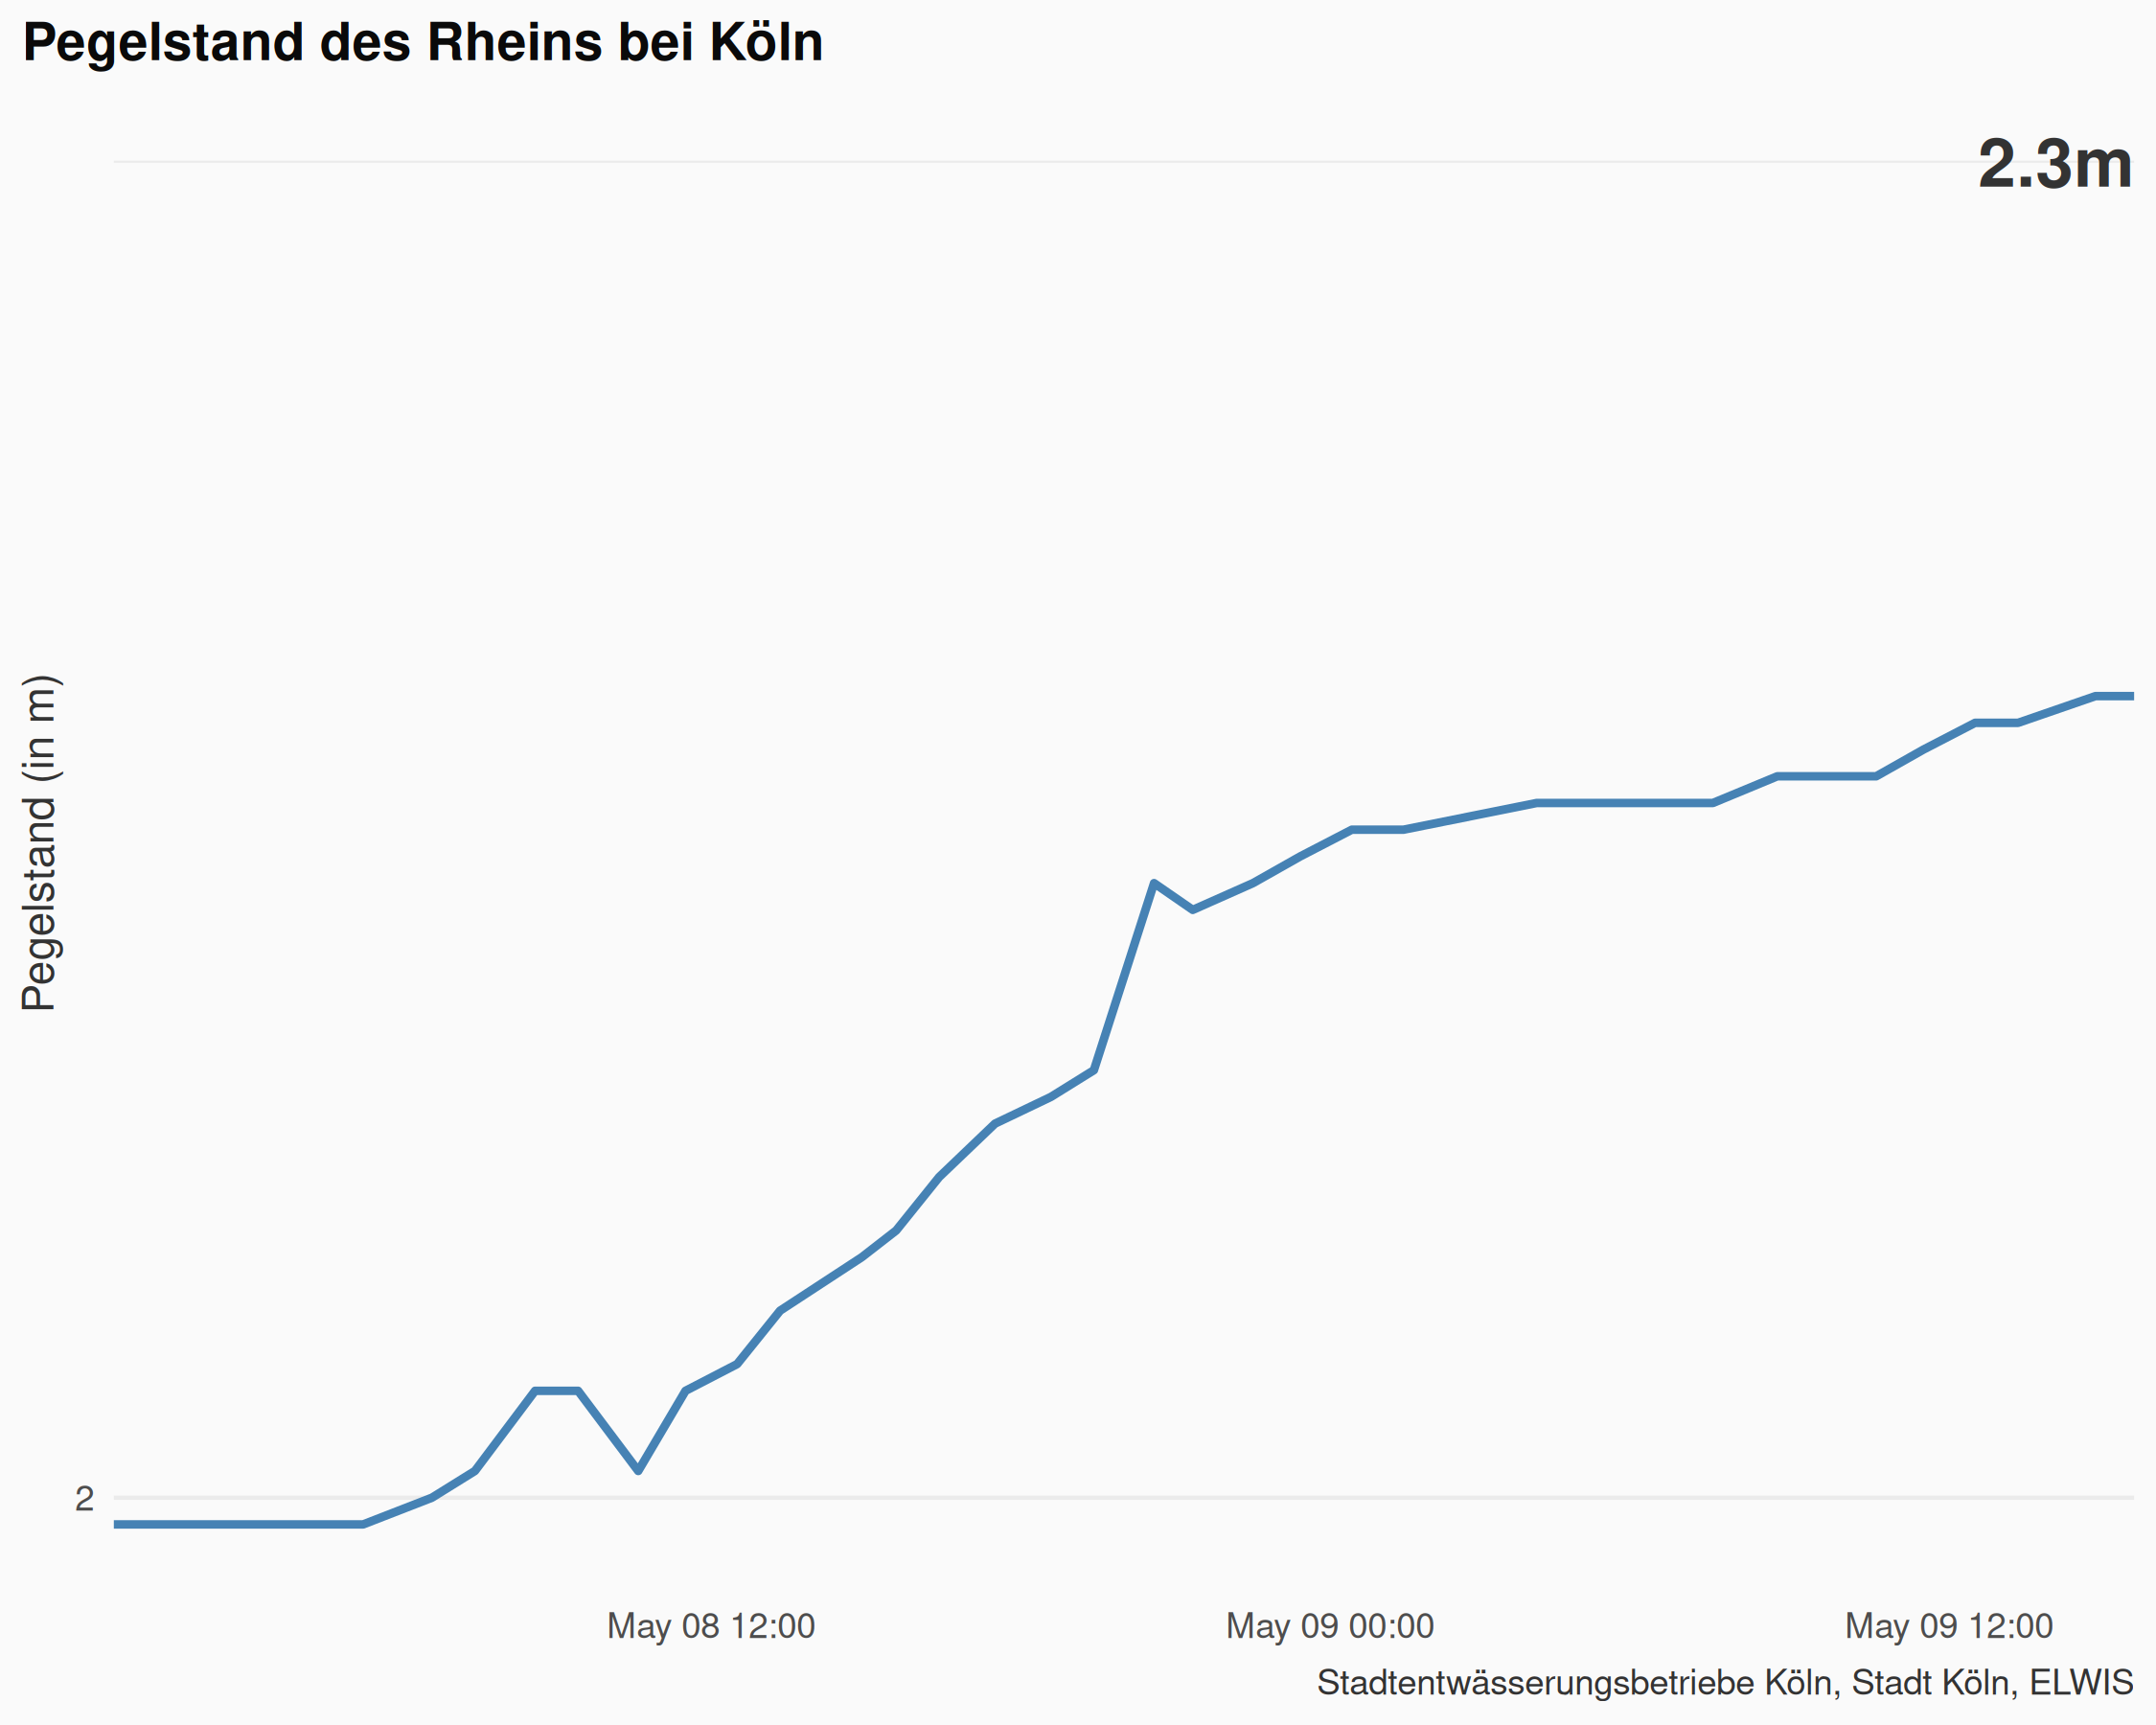 Pegelstand des Rheins bei Köln
2.3m
Pegelstand (in m)
2
May 08 12:00
May 09 00:00
May 09 12:00
Stadtentwässerungsbetriebe Köln, Stadt Köln, ELWIS